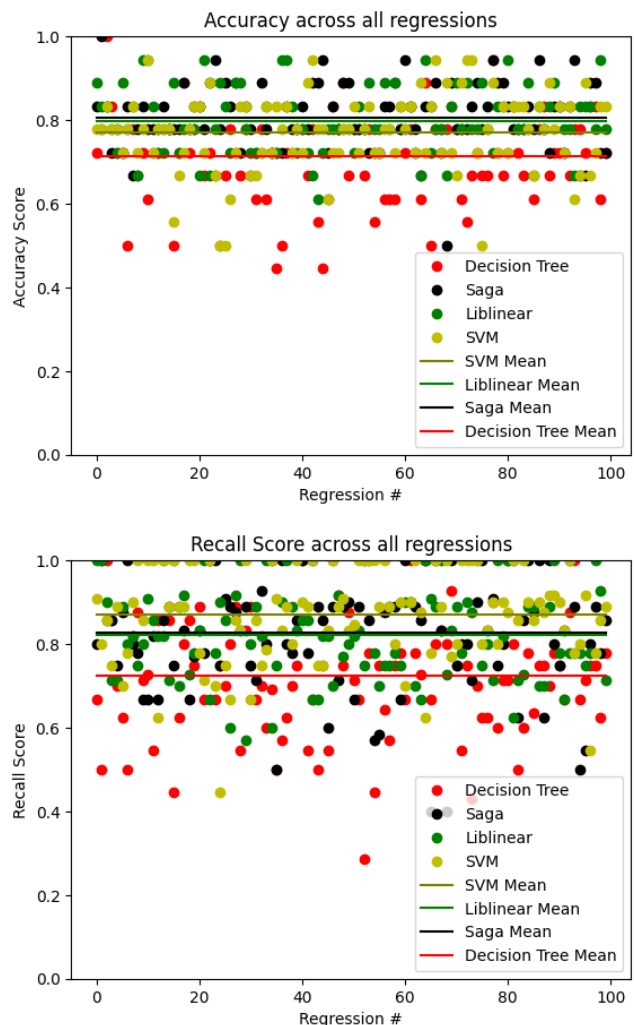 Accuracy across all regressions
1.0
0.8
0.6
0.4
0.2
0.0
Accuracy Score
Decision Tree
Saga
Liblinear
SVM
SVM Mean
Liblinear Mean
Saga Mean
Decision Tree Mean
0 20 40 60 80 100
Regression #
Recall Score across all regressions
1.0
0.8
0.6
0.4
0.2
0.0
Recall Score
Decision Tree
Saga
Liblinear
SVM
SVM Mean
Liblinear Mean
Saga Mean
Decision Tree Mean
0 20 40 60 80 100
Regression #